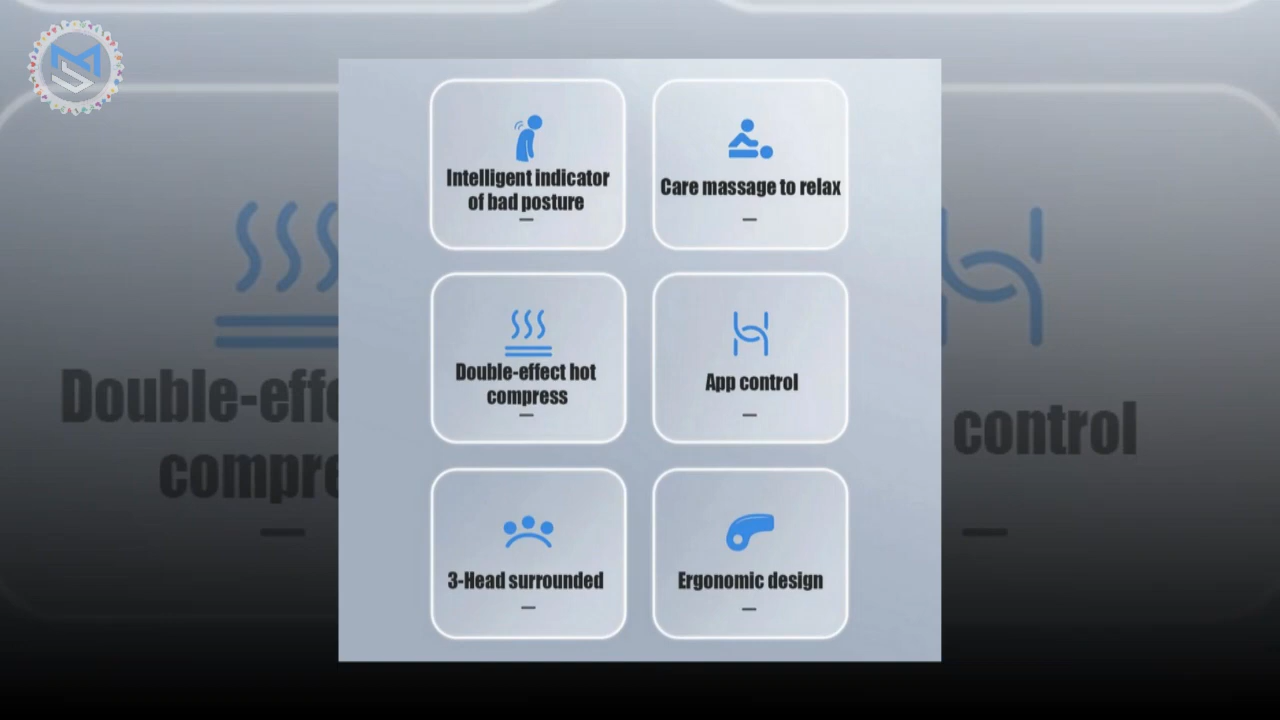 Intelligent indicator
of bad posture
Care massage to relax
Double-effect hot
compress
App control
3-Head surrounded
Ergonomic design
Double-effe
compre
control